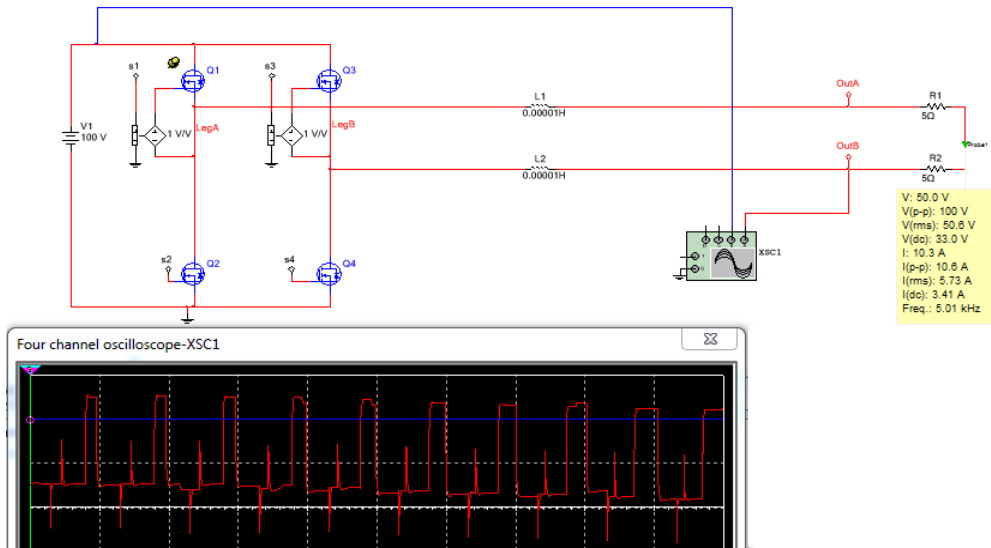 s1
Q1
s3
Q3
V1
100 V
1 V/V
LegA
1 V/V
LegB
L1
0.00001H
L2
0.00001H
OutA
R1
5Ω
Probe1
OutB
R2
5Ω
s2
Q2
s4
Q4
XSC1
V: 50.0 V
V(p-p): 100 V
V(rms): 50.6 V
V(dc): 33.0 V
I: 10.3 A
I(p-p): 10.6 A
I(rms): 5.73 A
I(dc): 3.41 A
Freq.: 5.01 kHz
Four channel oscilloscope-XSC1